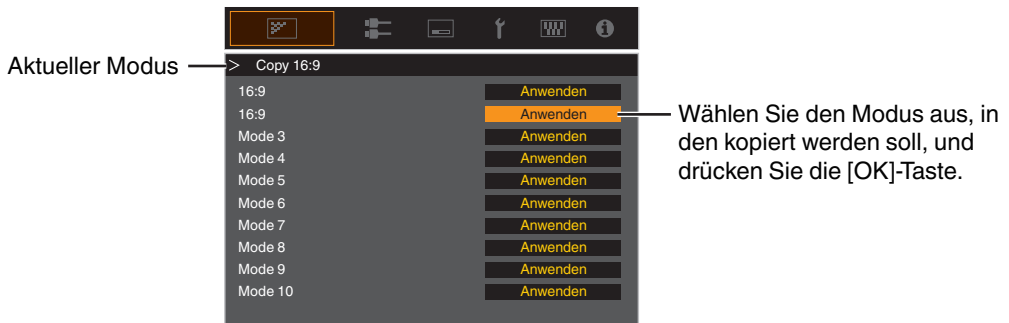 Aktueller Modus
> Copy 16:9
16:9 Anwenden
16:9 Anwenden
Mode 3 Anwenden
Mode 4 Anwenden
Mode 5 Anwenden
Mode 6 Anwenden
Mode 7 Anwenden
Mode 8 Anwenden
Mode 9 Anwenden
Mode 10 Anwenden
Wählen Sie den Modus aus, in
den kopiert werden soll, und
drücken Sie die [OK]-Taste.